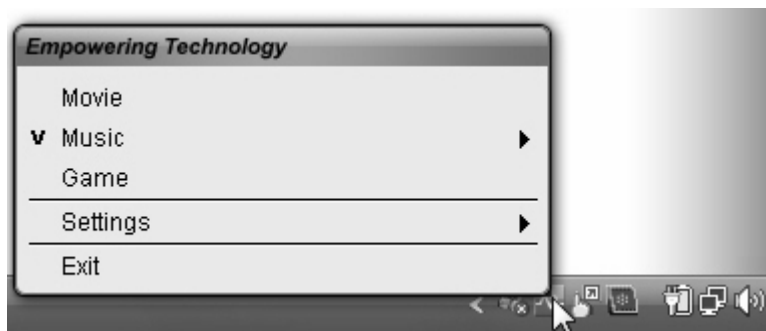 Empowering Technology
Movie
v Music
Game
Settings
Exit